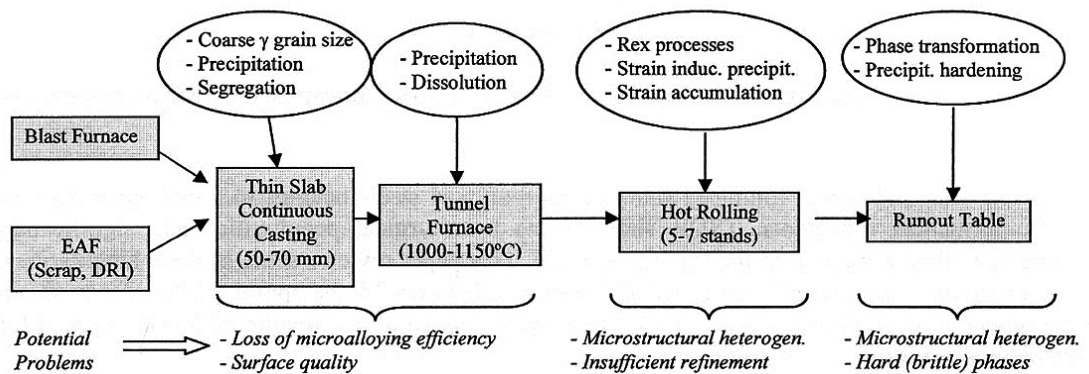 - Coarse γ grain size
- Precipitation
- Segregation
- Precipitation
- Dissolution
- Rex processes
- Strain induc. precipit.
- Strain accumulation
- Phase transformation
- Precipit. hardening
Blast Furnace
EAF
(Scrap, DRI)
Thin Slab
Continuous
Casting
(50-70 mm)
Tunnel
Furnace
(1000-1150ºC)
Hot Rolling
(5-7 stands)
Runout Table
Potential
Problems
- Loss of microalloying efficiency
- Surface quality
- Microstructural heterogen.
- Insufficient refinement
- Microstructural heterogen.
- Hard (brittle) phases